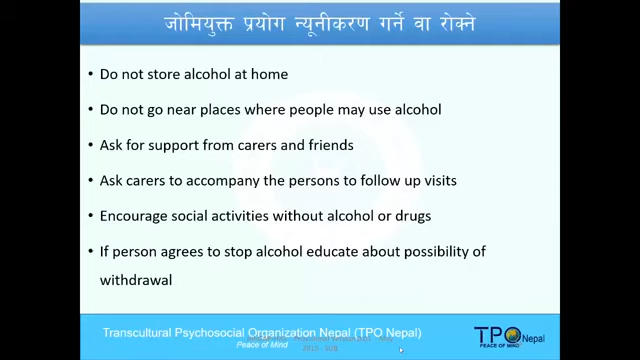 जोमियुक्त प्रयोग न्यूनीकरण गर्ने वा रोक्ने
• Do not store alcohol at home
• Do not go near places where people may use alcohol
• Ask for support from carers and friends
• Ask carers to accompany the persons to follow up visits
• Encourage social activities without alcohol or drugs
• If person agrees to stop alcohol educate about possibility of
withdrawal
Transcultural Psychosocial Organization Nepal (TPO Nepal)
Peace of Mind
2015 - SUB
TPO Nepal
PEACE OF MIND